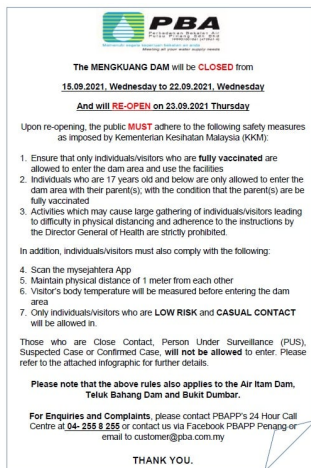 PBA
Perbadanan Bekalan Air
Pulau Pinang Sdn Bhd
Meeting all your water supply needs
The MENGKUANG DAM will be CLOSED from
15.09.2021, Wednesday to 22.09.2021, Wednesday
And will RE-OPEN on 23.09.2021 Thursday
Upon re-opening, the public MUST adhere to the following safety measures
as imposed by Kementerian Kesihatan Malaysia (KKM):
1. Ensure that only individuals/visitors who are fully vaccinated are
allowed to enter the dam area and use the facilities
2. Individuals who are 17 years old and below are only allowed to enter the
dam area with their parent(s); with the condition that the parent(s) are be
fully vaccinated
3. Activities which may cause large gathering of individuals/visitors leading
to difficulty in physical distancing and adherence to the instructions by
the Director General of Health are strictly prohibited.
In addition, individuals/visitors must also comply with the following:
4. Scan the mysejahtera App
5. Maintain physical distance of 1 meter from each other
6. Visitor's body temperature will be measured before entering the dam
area
7. Only individuals/visitors who are LOW RISK and CASUAL CONTACT
will be allowed in.
Those who are Close Contact, Person Under Surveillance (PUS),
Suspected Case or Confirmed Case, will not be allowed to enter. Please
refer to the attached infographic for further details.
Please note that the above rules also applies to the Air Itam Dam,
Teluk Bahang Dam and Bukit Dumbar.
For Enquiries and Complaints, please contact PBAPP's 24 Hour Call
Centre at 04- 255 8 255 or contact us via Facebook PBAPP Penang or
email to customer@pba.com.my
THANK YOU.